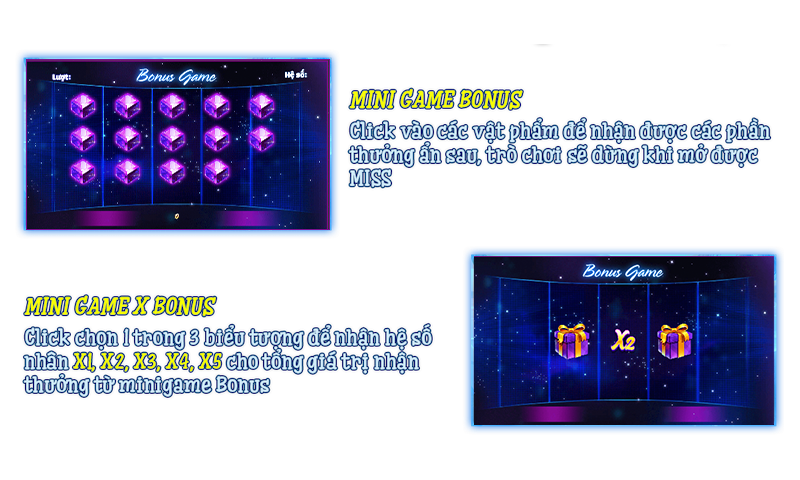 Lượt:
Bonus Game
Hệ số:
0
MINI GAME BONUS
Click vào các vật phẩm để nhận được các phần
thưởng ẩn sau, trò chơi sẽ dừng khi mở được
MISS
Bonus Game
X2
MINI GAME X BONUS
Click chọn 1 trong 3 biểu tượng để nhận hệ số
nhân X1, X2, X3, X4, X5 cho tổng giá trị nhận
thưởng từ minigame Bonus